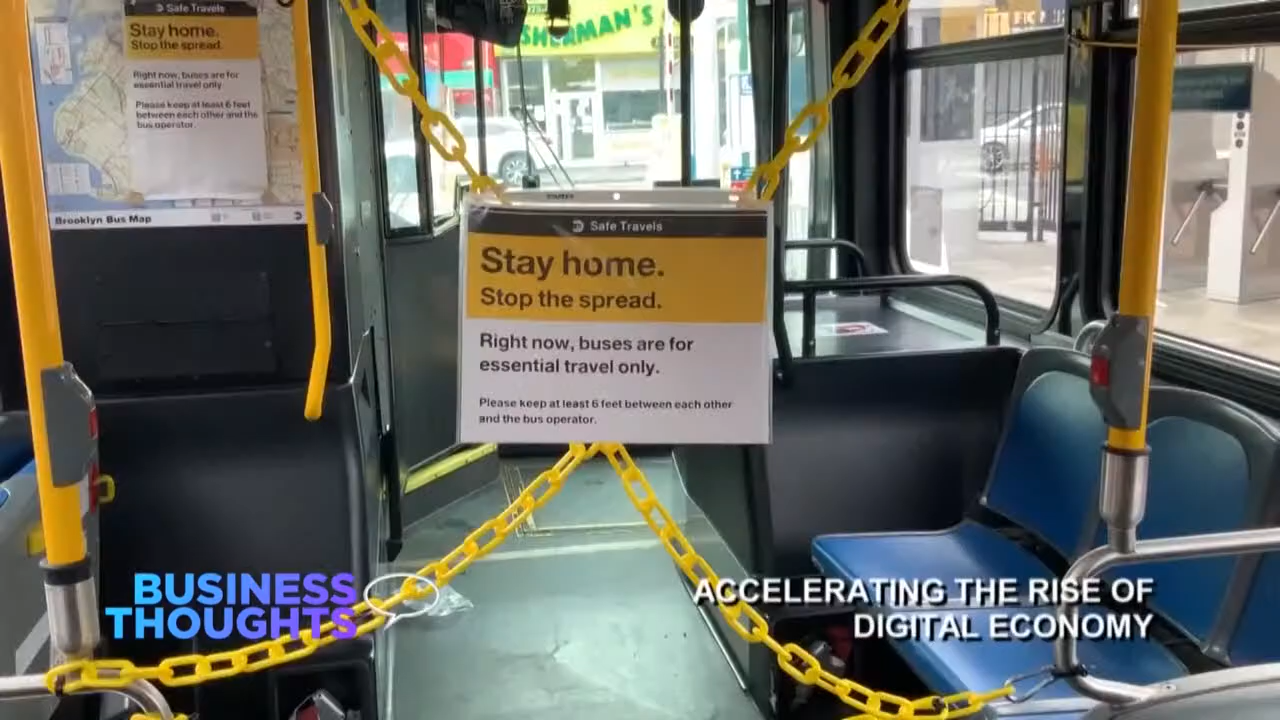 Safe Travels
Stay home.
Stop the spread.
Right now, buses are for
essential travel only
Please keep at least 6 feet
between each other and the
bus operator.
Brooklyn Bus Map
SHERMAN'S
Safe Travels
Stay home.
Stop the spread.
Right now, buses are for
essential travel only.
Please keep at least 6 feet between each other
and the bus operator.
BUSINESS
THOUGHTS
ACCELERATING THE RISE OF
DIGITAL ECONOMY